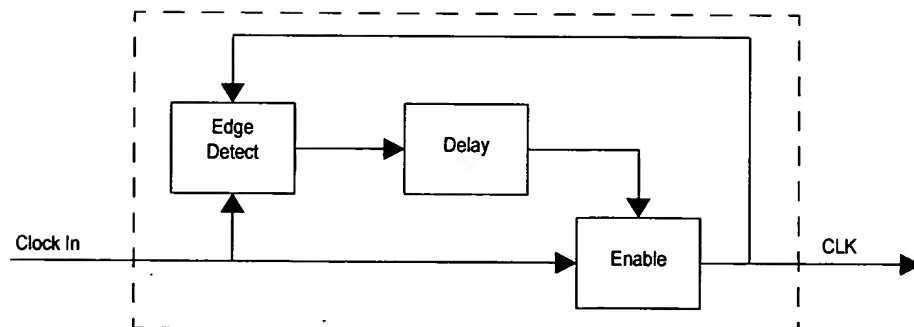 Edge
Detect
Delay
Clock In
Enable
CLK